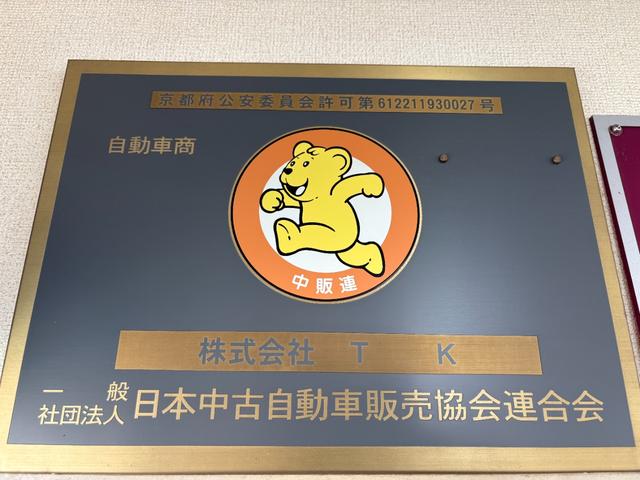 京都府公安委員会許可第612211930027号
自動車商
中販連
株式会社 T K
一般
社団法人 日本中古自動車販売協会連合会